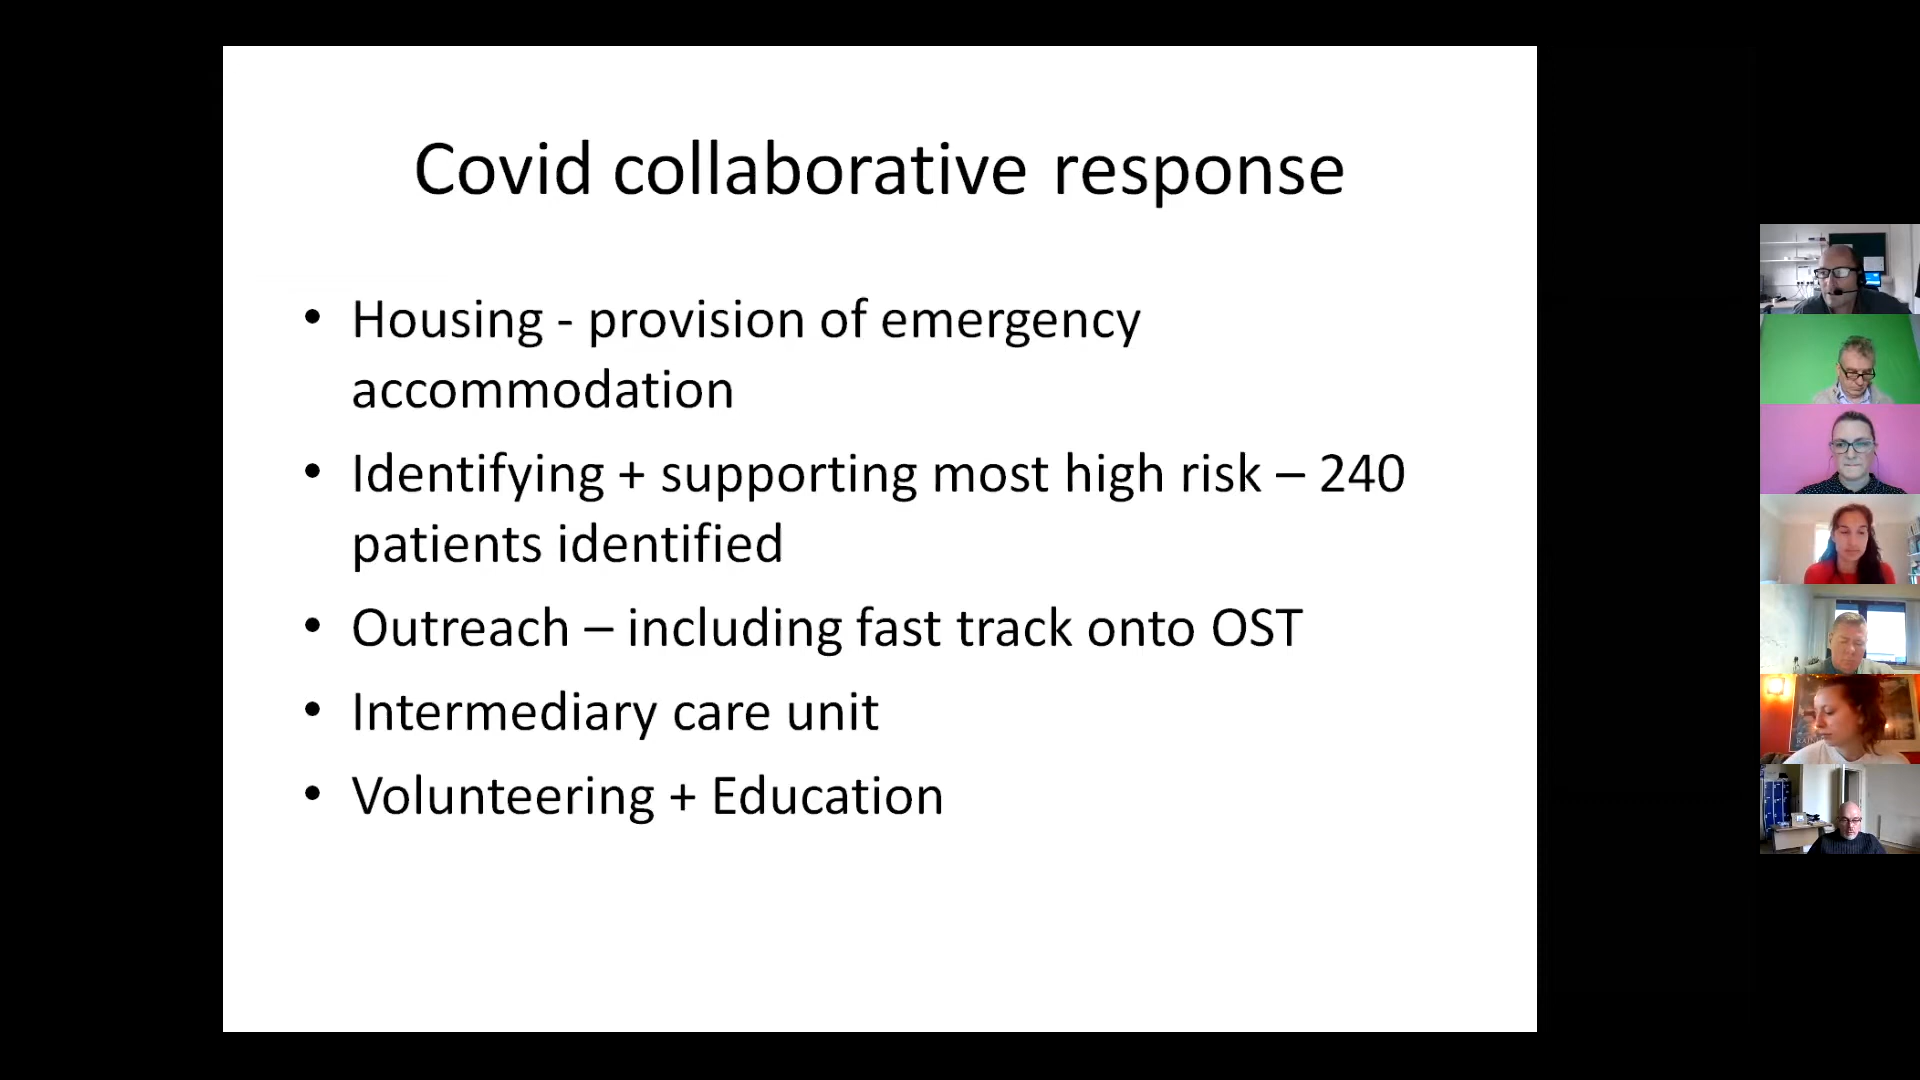 Covid collaborative response
• Housing - provision of emergency
accommodation
• Identifying + supporting most high risk – 240
patients identified
• Outreach – including fast track onto OST
• Intermediary care unit
• Volunteering + Education